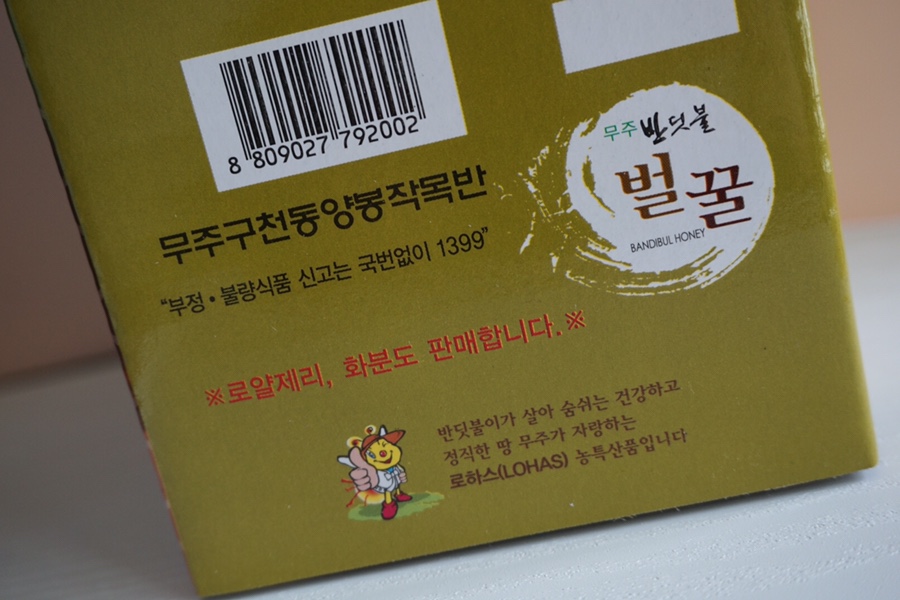 8 809027 792002
무주 반딧불
벌꿀
BANDIBUL HONEY
무주구천동양봉작목반
“부정·불량식품 신고는 국번없이 1399”
※로얄제리, 화분도 판매합니다.※
반딧불이가 살아 숨쉬는 건강하고
정직한 땅 무주가 자랑하는
로하스(LOHAS) 농특산품입니다